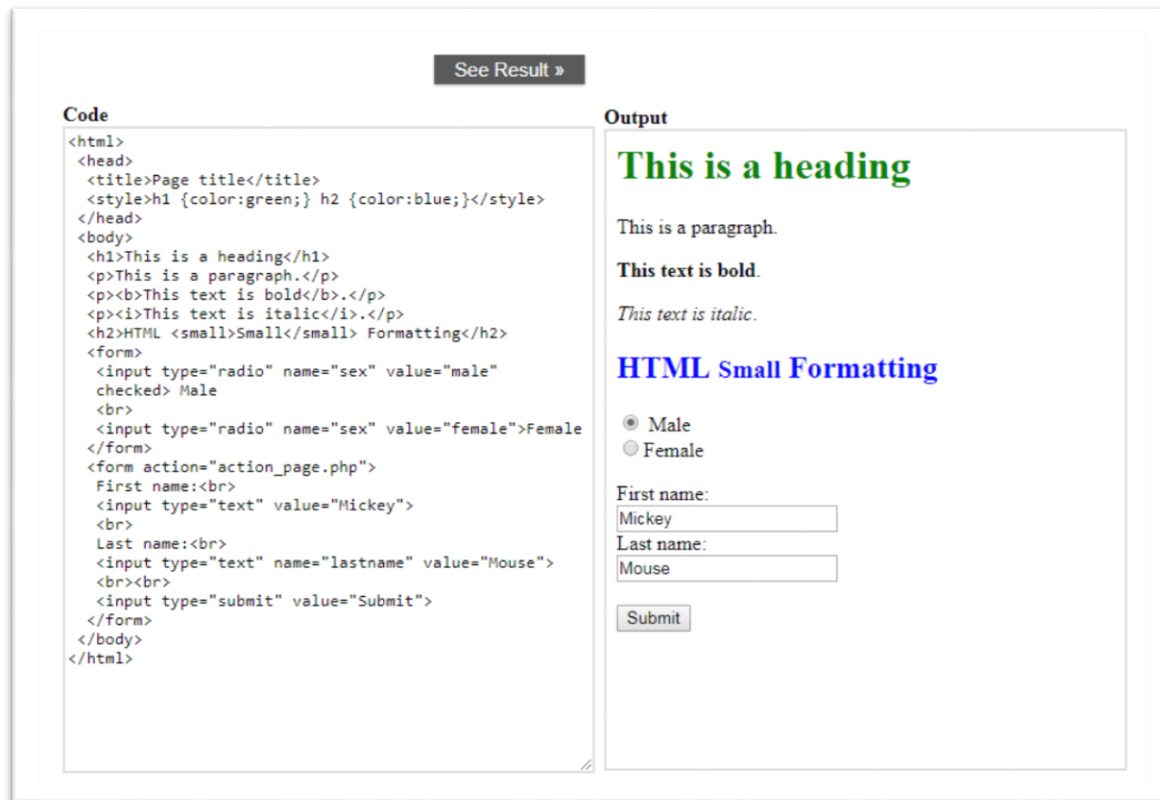 See Result »
Code
<html>
<head>
<title>Page title</title>
<style>h1 {color:green;} h2 {color:blue;}</style>
</head>
<body>
<h1>This is a heading</h1>
<p>This is a paragraph.</p>
<p><b>This text is bold</b>.</p>
<p><i>This text is italic</i>.</p>
<h2>HTML <small>Small</small> Formatting</h2>
<form>
<input type="radio" name="sex" value="male"
checked> Male
<br>
<input type="radio" name="sex" value="female">Female
</form>
<form action="action_page.php">
First name:<br>
<input type="text" value="Mickey">
<br>
Last name:<br>
<input type="text" name="lastname" value="Mouse">
<br><br>
<input type="submit" value="Submit">
</form>
</body>
</html>
Output
This is a heading
This is a paragraph.
This text is bold.
This text is italic.
HTML Small Formatting
Male
Female
First name:
Mickey
Last name:
Mouse
Submit